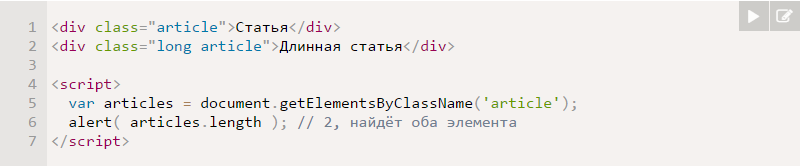 1 <div class="article">Статья</div>
2 <div class="long article">Длинная статья</div>
3
4 <script>
5   var articles = document.getElementsByClassName('article');
6   alert( articles.length ); // 2, найдёт оба элемента
7 </script>